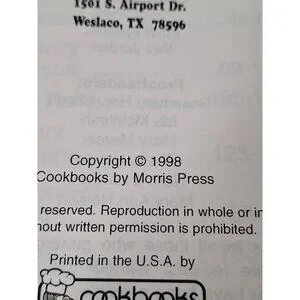 1501 S. Airport Dr.
Weslaco, TX 78596
Copyright © 1998
Cookbooks by Morris Press
reserved. Reproduction in whole or in
hout written permission is prohibited.
Printed in the U.S.A. by
cookbooks